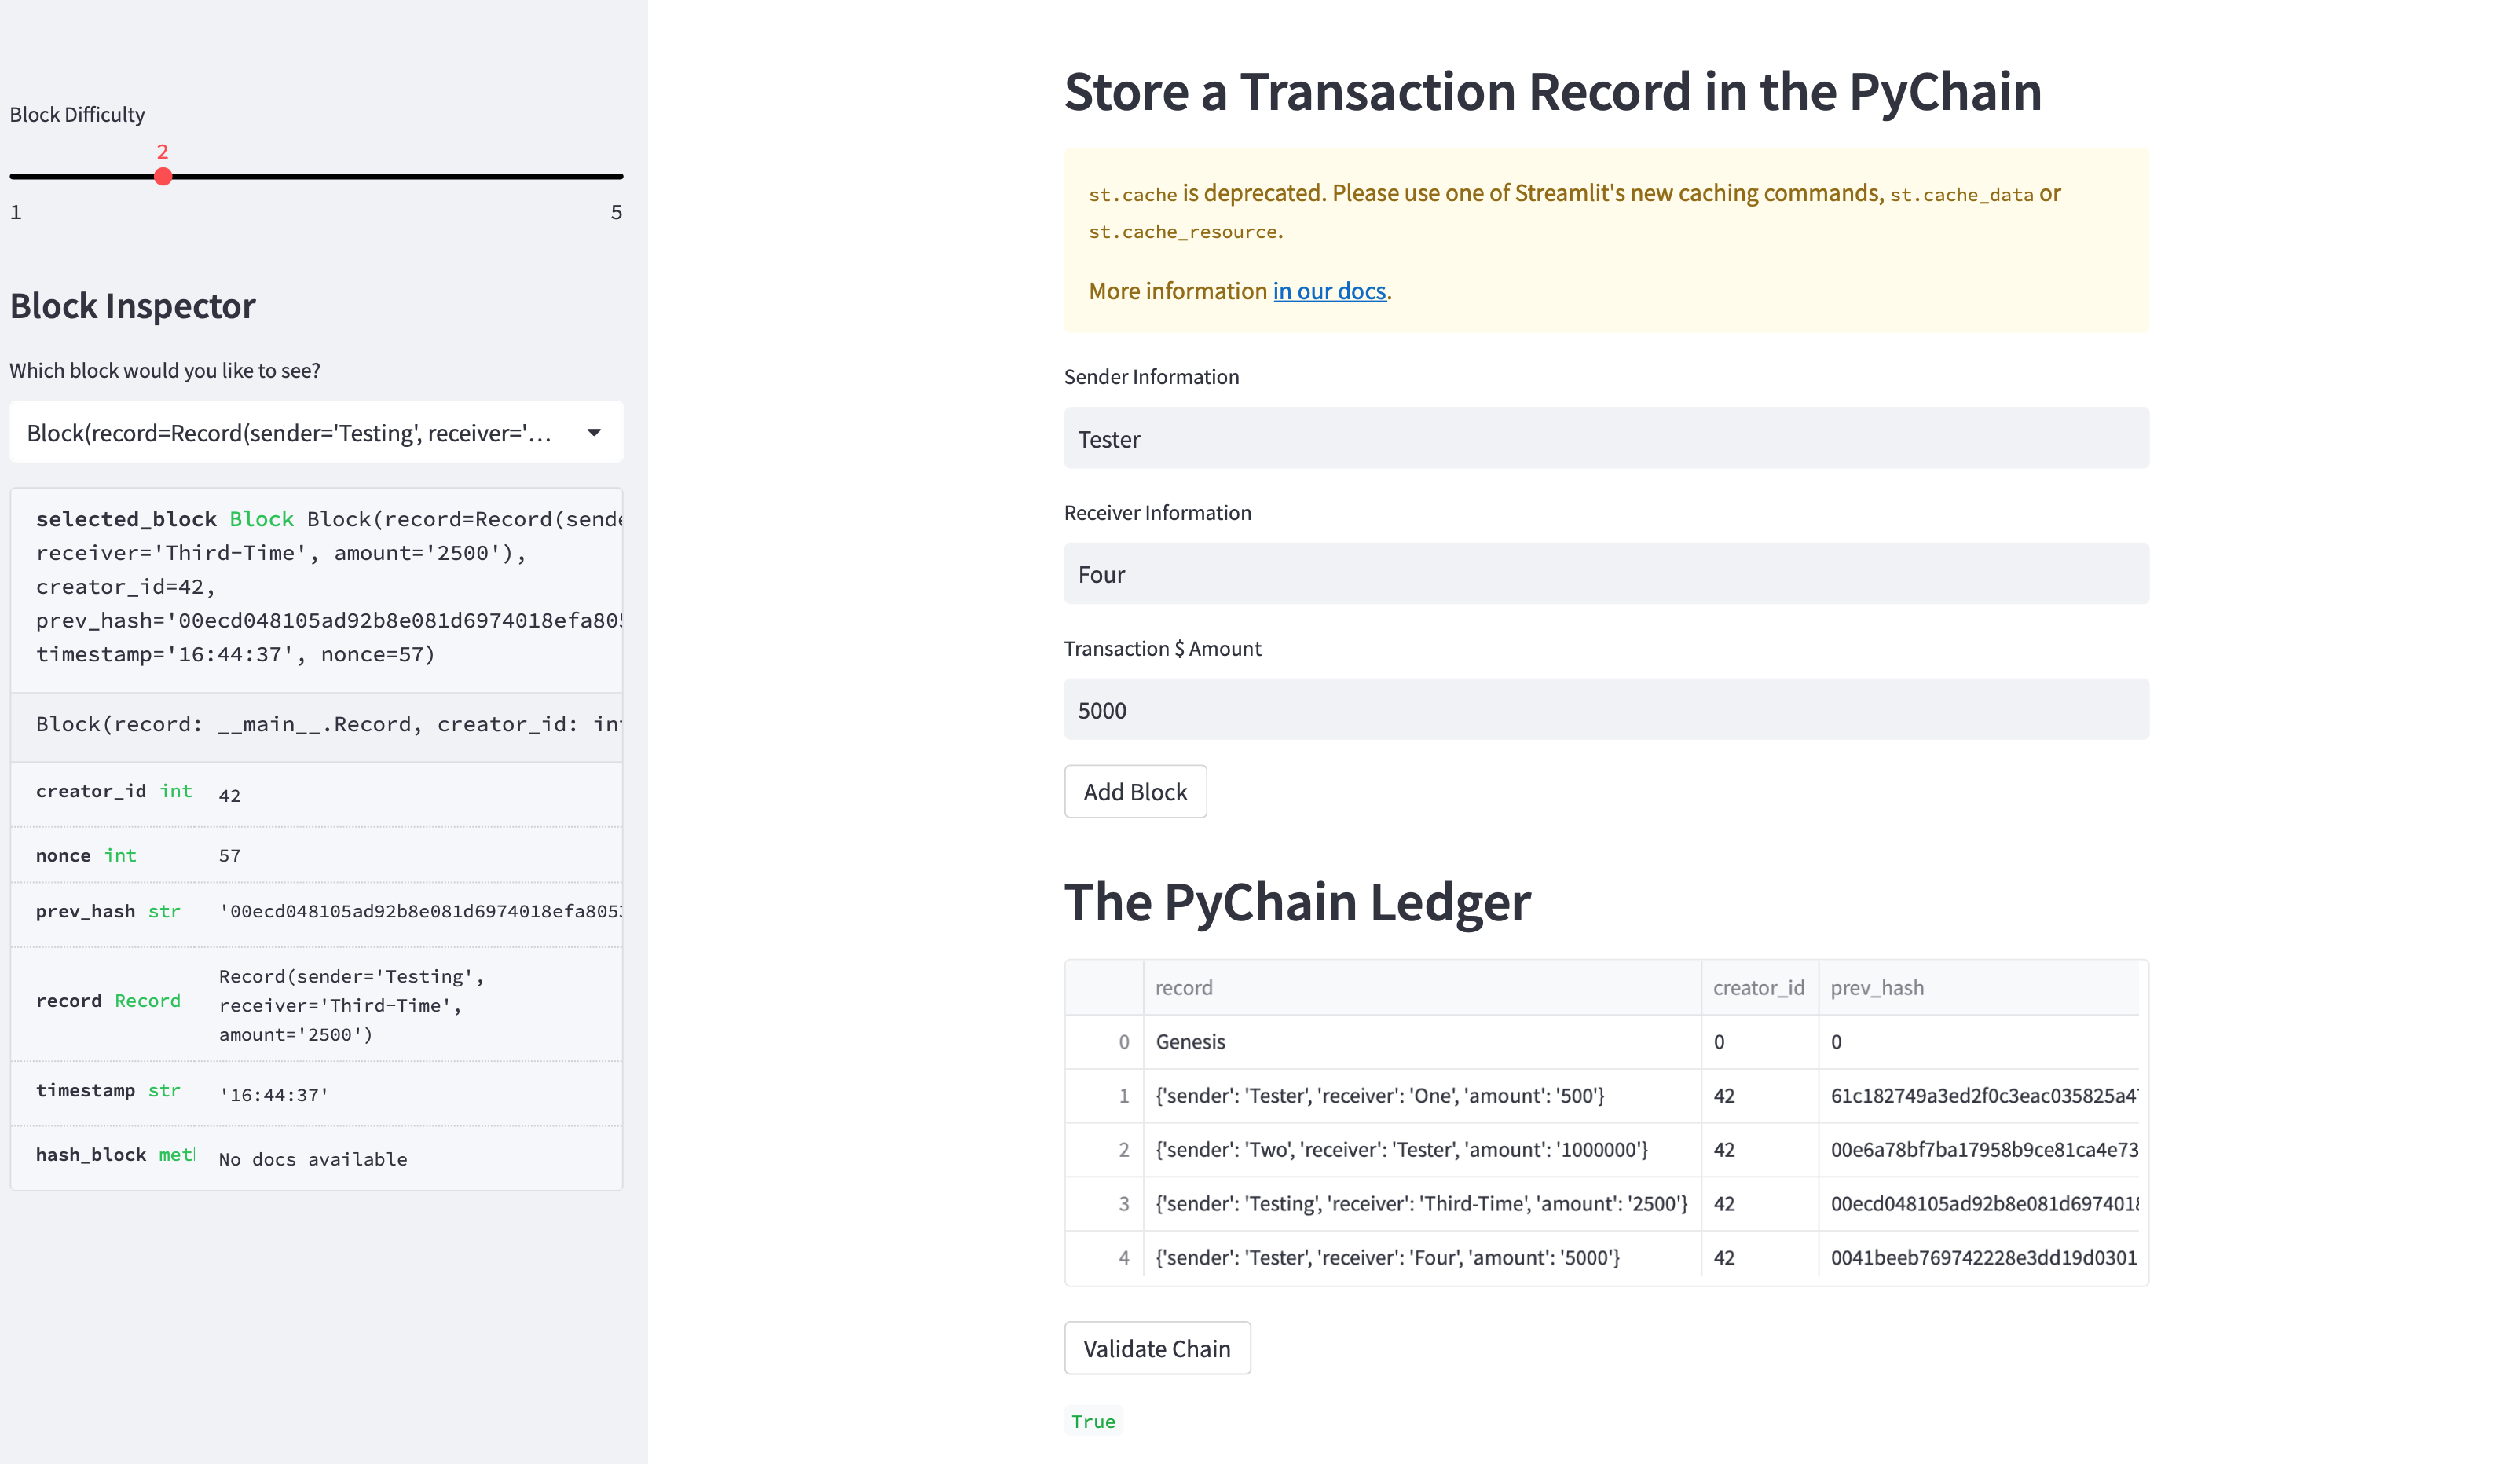 Block Difficulty
2
1 5
Block Inspector
Which block would you like to see?
Block(record=Record(sender='Testing', receiver='...
selected_block Block Block(record=Record(sende
receiver='Third-Time', amount='2500'),
creator_id=42,
prev_hash='00ecd048105ad92b8e081d6974018efa805
timestamp='16:44:37', nonce=57)
Block(record: __main__.Record, creator_id: int
creator_id int 42
nonce int 57
prev_hash str '00ecd048105ad92b8e081d6974018efa8053
record Record Record(sender='Testing',
receiver='Third-Time',
amount='2500')
timestamp str '16:44:37'
hash_block meth No docs available
Store a Transaction Record in the PyChain
st.cache is deprecated. Please use one of Streamlit's new caching commands, st.cache_data or
st.cache_resource.
More information in our docs.
Sender Information
Tester
Receiver Information
Four
Transaction $ Amount
5000
Add Block
The PyChain Ledger
record creator_id prev_hash
0 Genesis 0 0
1 {'sender': 'Tester', 'receiver': 'One', 'amount': '500'} 42 61c182749a3ed2f0c3eac035825a47
2 {'sender': 'Two', 'receiver': 'Tester', 'amount': '1000000'} 42 00e6a78bf7ba17958b9ce81ca4e73
3 {'sender': 'Testing', 'receiver': 'Third-Time', 'amount': '2500'} 42 00ecd048105ad92b8e081d6974018
4 {'sender': 'Tester', 'receiver': 'Four', 'amount': '5000'} 42 0041beeb769742228e3dd19d0301
Validate Chain
True